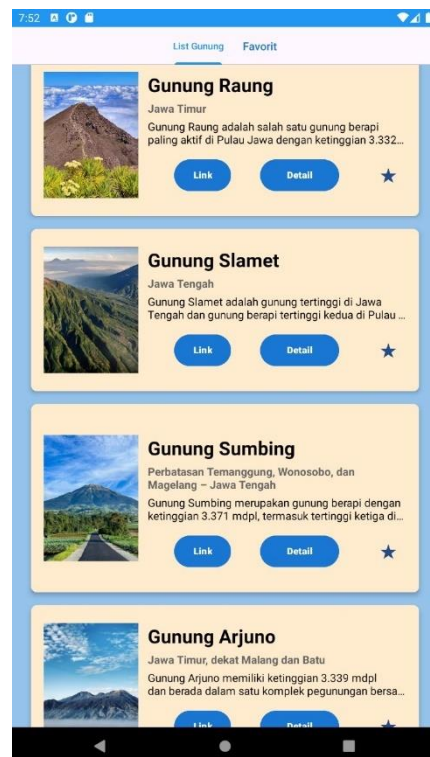 7:52
List Gunung Favorit
Gunung Raung
Jawa Timur
Gunung Raung adalah salah satu gunung berapi
paling aktif di Pulau Jawa dengan ketinggian 3.332...
Link Detail
Gunung Slamet
Jawa Tengah
Gunung Slamet adalah gunung tertinggi di Jawa
Tengah dan gunung berapi tertinggi kedua di Pulau ...
Link Detail
Gunung Sumbing
Perbatasan Temanggung, Wonosobo, dan
Magelang – Jawa Tengah
Gunung Sumbing merupakan gunung berapi dengan
ketinggian 3.371 mdpl, termasuk tertinggi ketiga di...
Link Detail
Gunung Arjuno
Jawa Timur, dekat Malang dan Batu
Gunung Arjuno memiliki ketinggian 3.339 mdpl
dan berada dalam satu komplek pegunungan bersa...
Link Detail